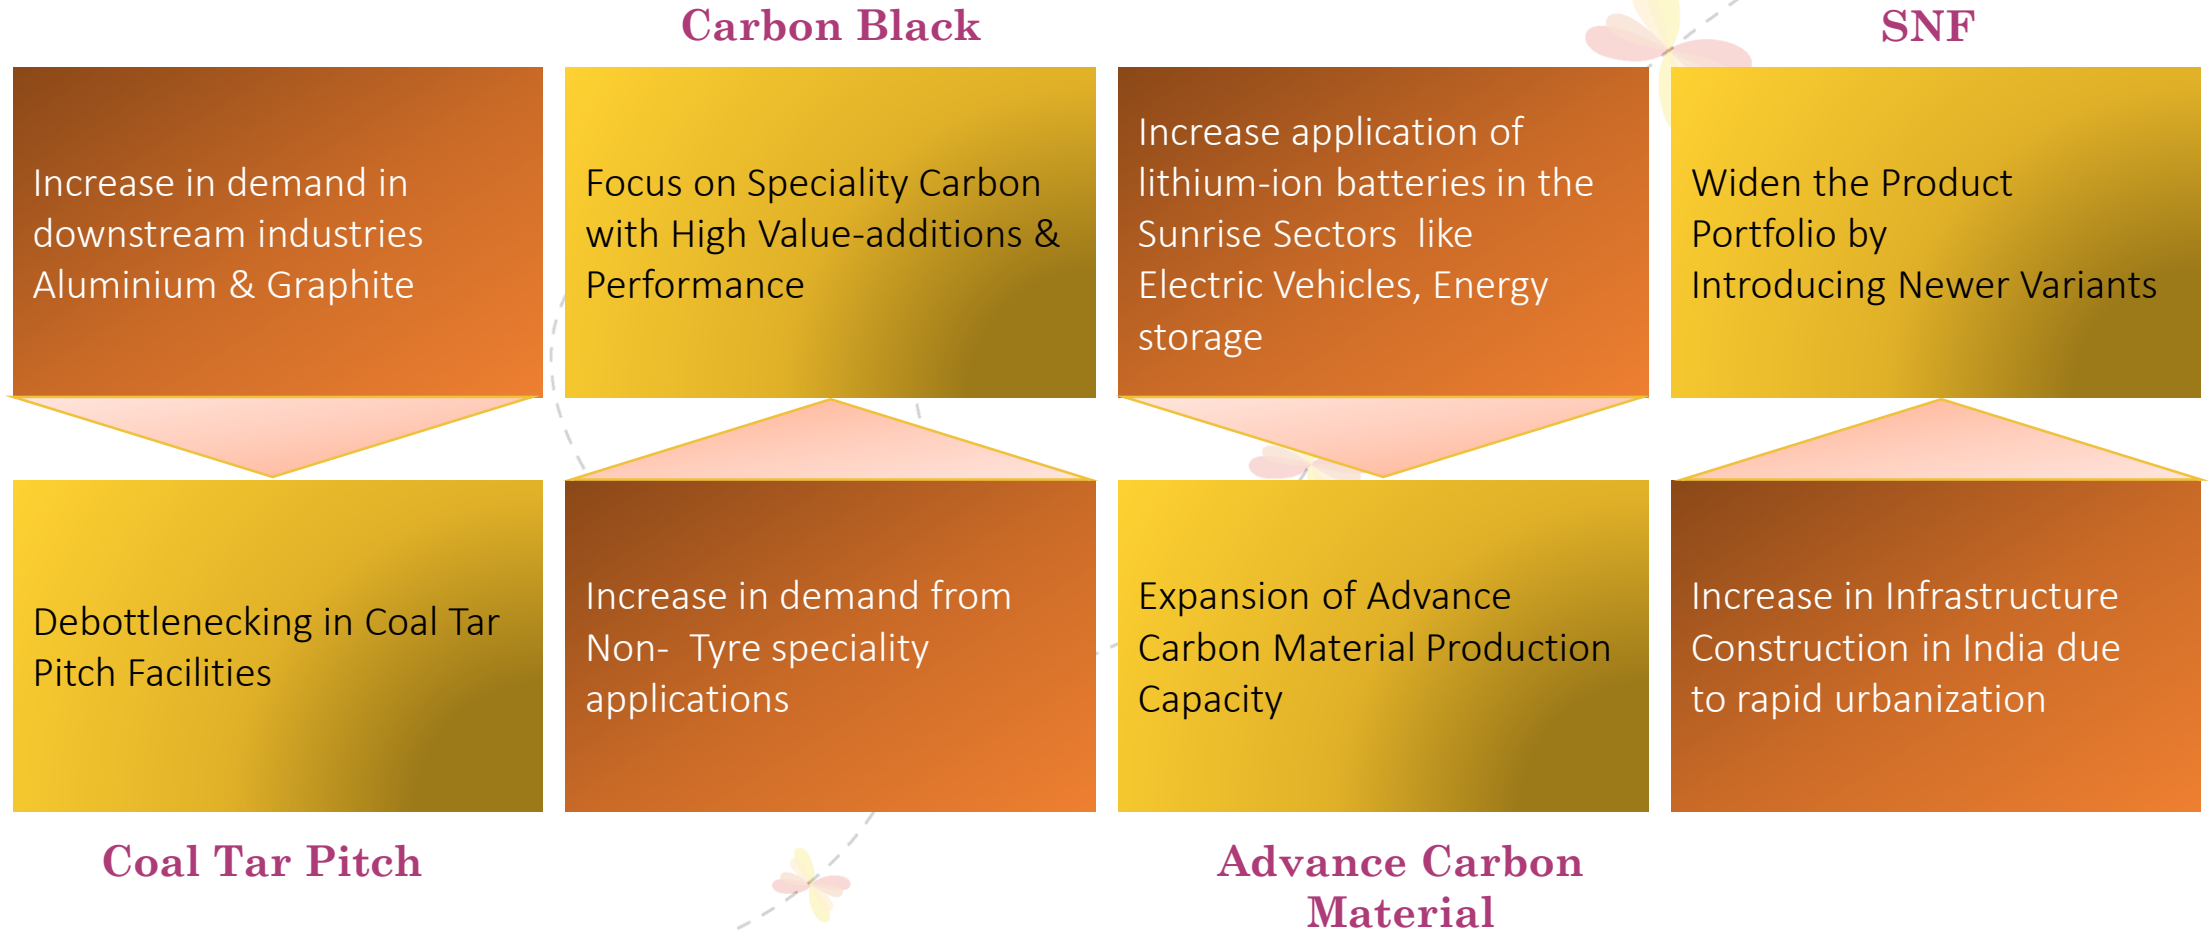 Carbon Black
SNF
Increase in demand in
downstream industries
Aluminium & Graphite
Focus on Speciality Carbon
with High Value-additions &
Performance
Increase application of
lithium-ion batteries in the
Sunrise Sectors  like
Electric Vehicles, Energy
storage
Widen the Product
Portfolio by
Introducing Newer Variants
Debottlenecking in Coal Tar
Pitch Facilities
Increase in demand from
Non-  Tyre speciality
applications
Expansion of Advance
Carbon Material Production
Capacity
Increase in Infrastructure
Construction in India due
to rapid urbanization
Coal Tar Pitch
Advance Carbon
Material